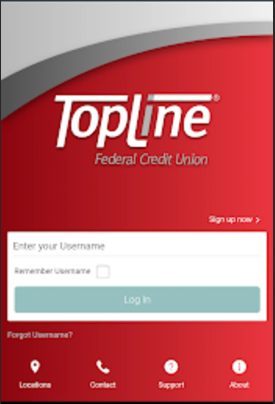 TopLine®
Federal Credit Union
Sign up now >
Enter your Username
Remember Username
Log In
Forgot Username?
Locations Contact Support About